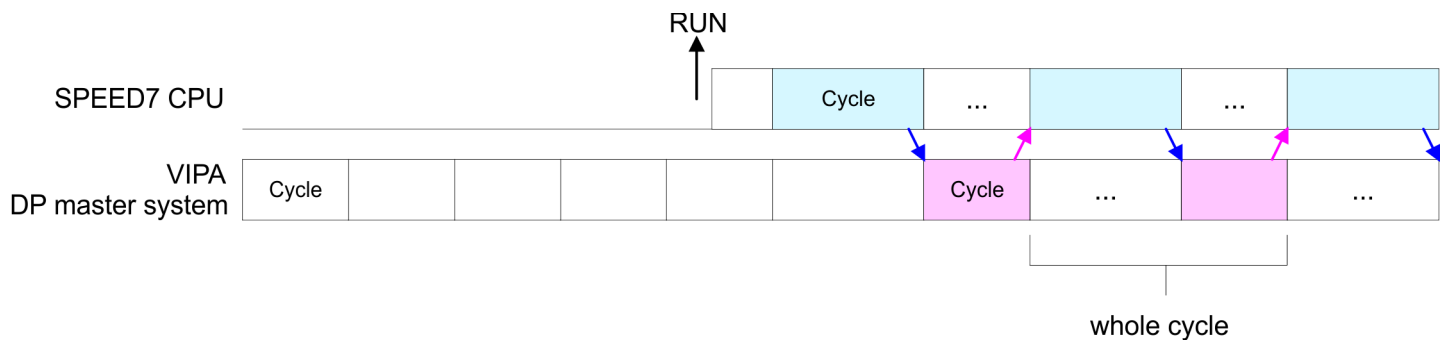 RUN
SPEED7 CPU
Cycle
...
...
VIPA
DP master system
Cycle
Cycle
...
...
whole cycle